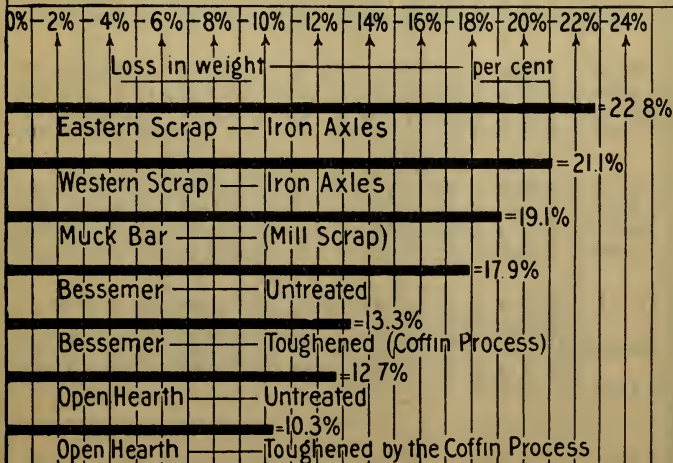 0%-2%-4%-6%-8%-10%-12%-14%-16%-18%-20%-22%-24%
Loss in weight per cent
=22 8%
Eastern Scrap — Iron Axles
=21.1%
Western Scrap — Iron Axles
=19.1%
Muck Bar — (Mill Scrap)
=17.9%
Bessemer — Untreated
=13.3%
Bessemer — Toughened (Coffin Process)
=12 7%
Open Hearth — Untreated
=10.3%
Open Hearth — Toughened by the Coffin Process